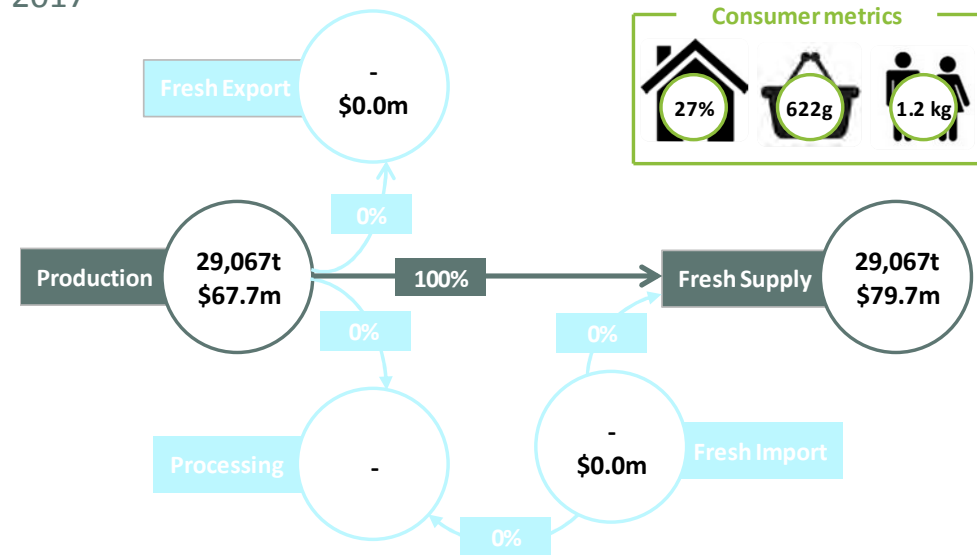 2017
Consumer metrics
27%
622g
1.2 kg
Fresh Export
-
$0.0m
0%
Production
29,067t
$67.7m
100%
Fresh Supply
29,067t
$79.7m
0%
0%
Processing
-
-
$0.0m
Fresh Import
0%